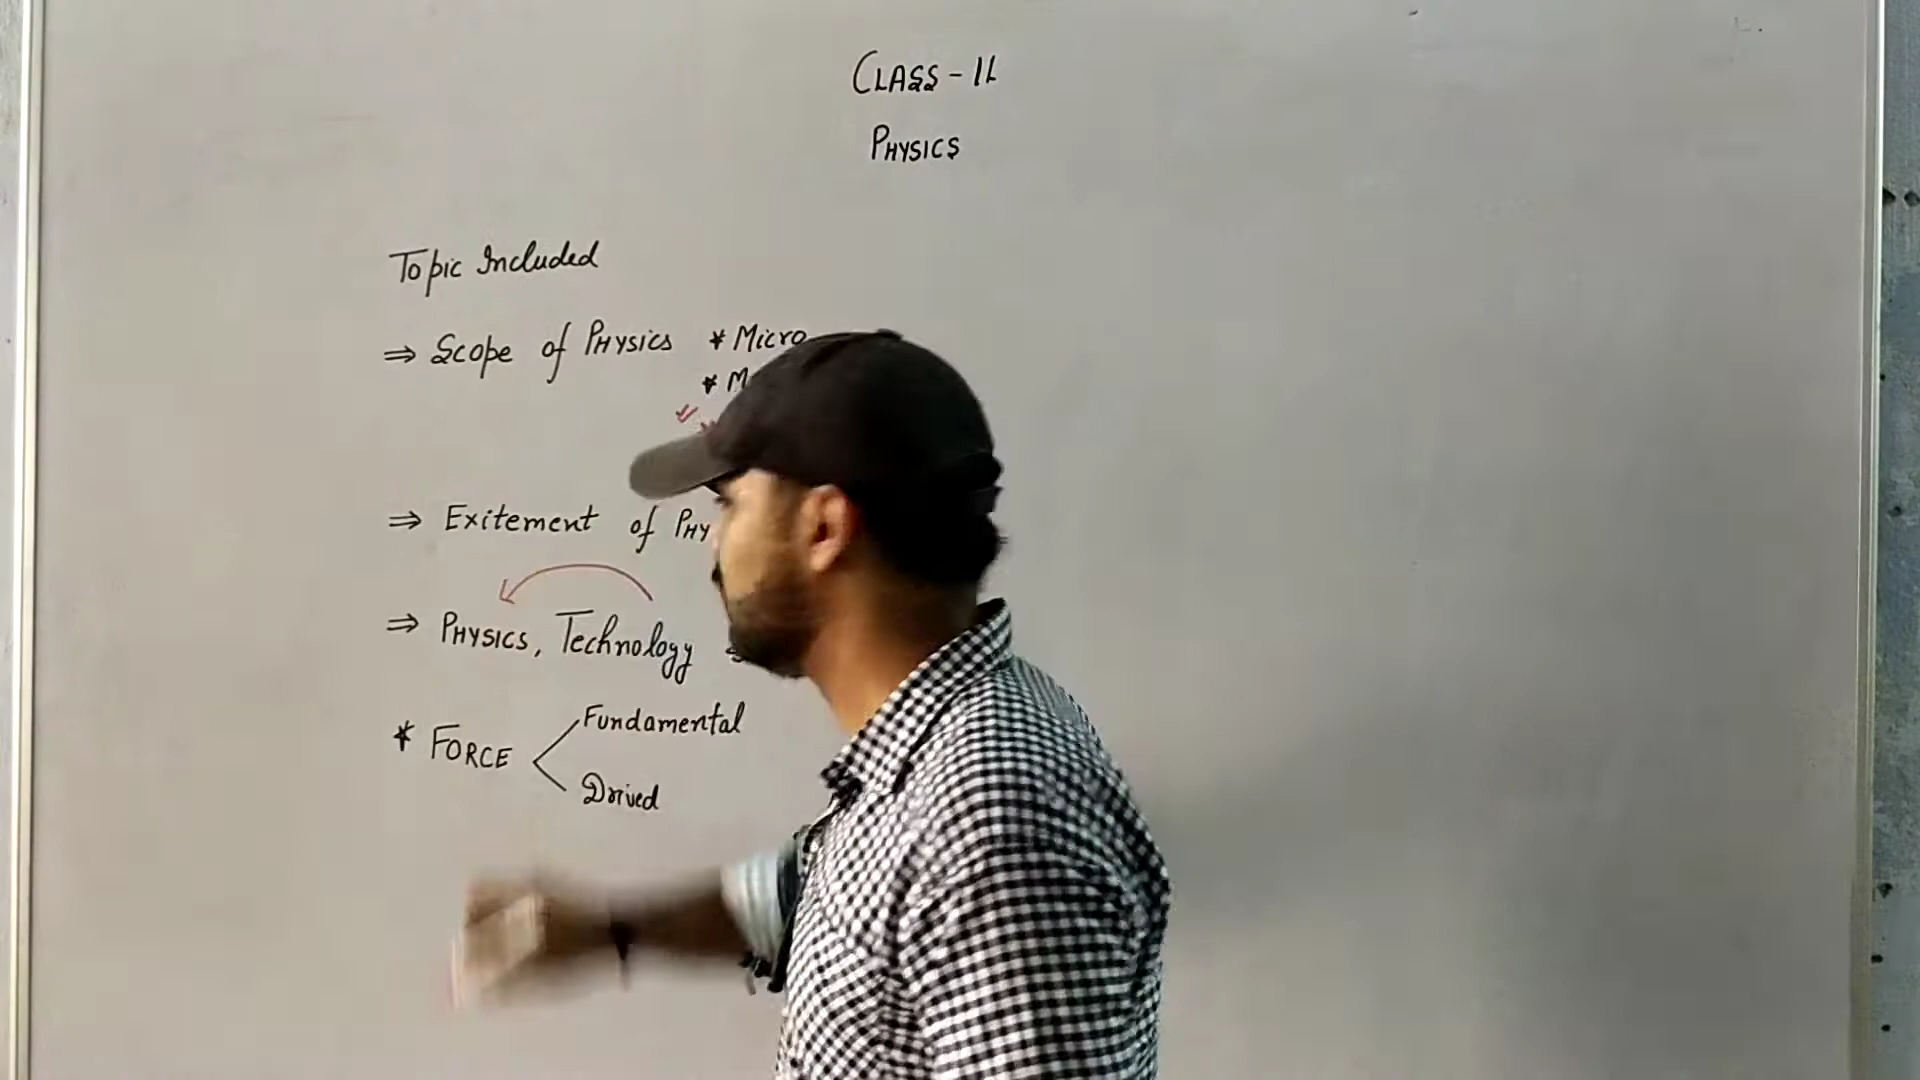 CLASS - 11
PHYSICS
Topic Included
⇒ Scope of PHYSICS * Micro
*
⇒ Exitement of PHY
⇒ PHYSICS, Technology
* FORCE < Fundamental
Drived